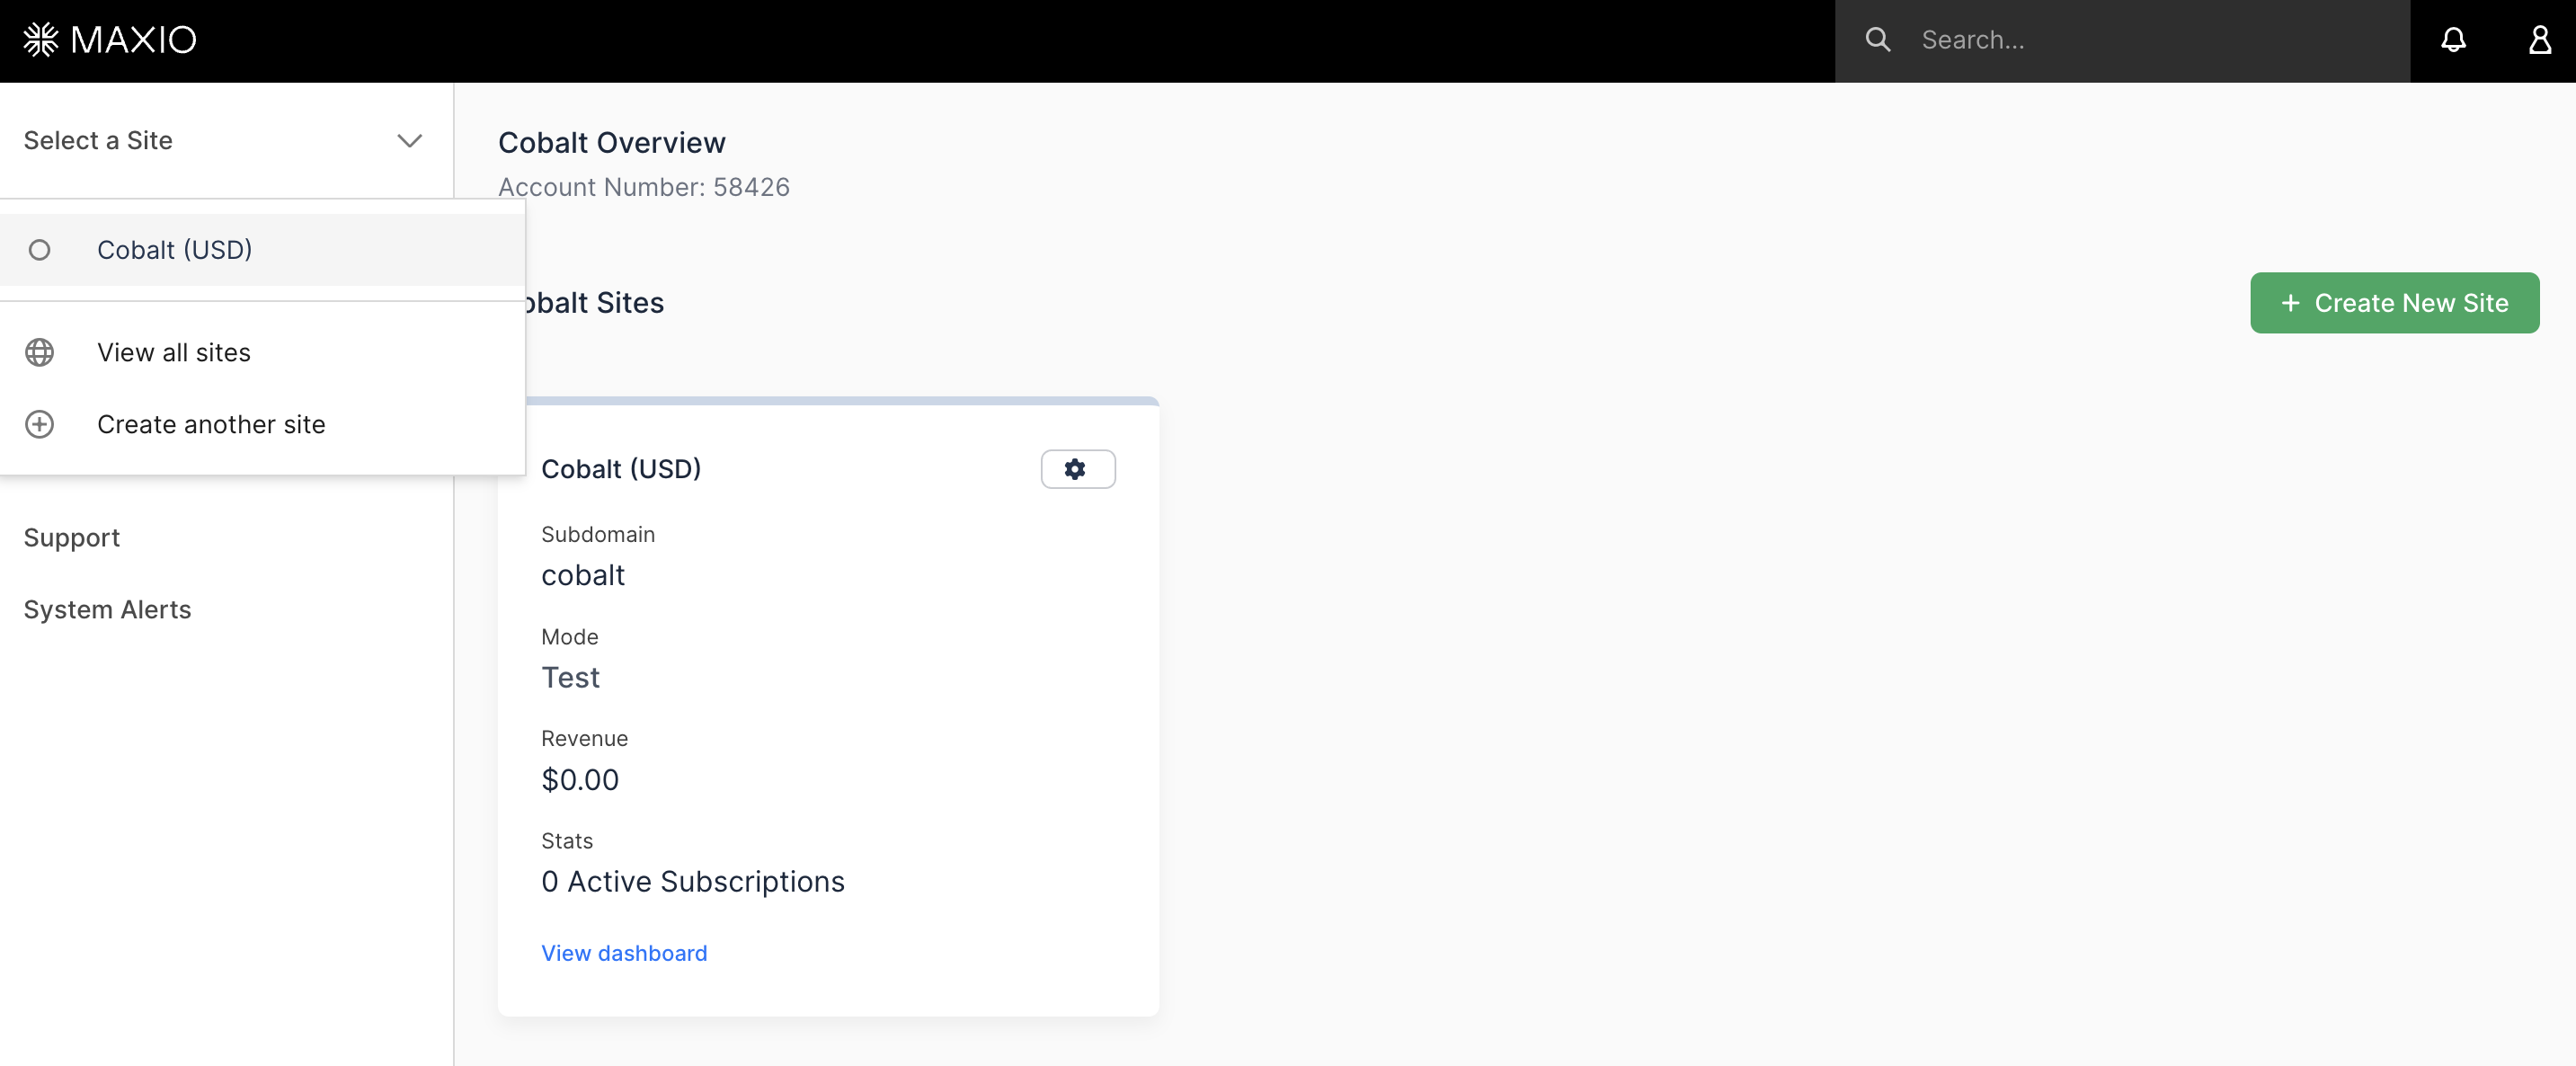 MAXIO
Search...
Select a Site
Cobalt (USD)
View all sites
Create another site
Support
System Alerts
Cobalt Overview
Account Number: 58426
obalt Sites
+ Create New Site
Cobalt (USD)
Subdomain
cobalt
Mode
Test
Revenue
$0.00
Stats
0 Active Subscriptions
View dashboard